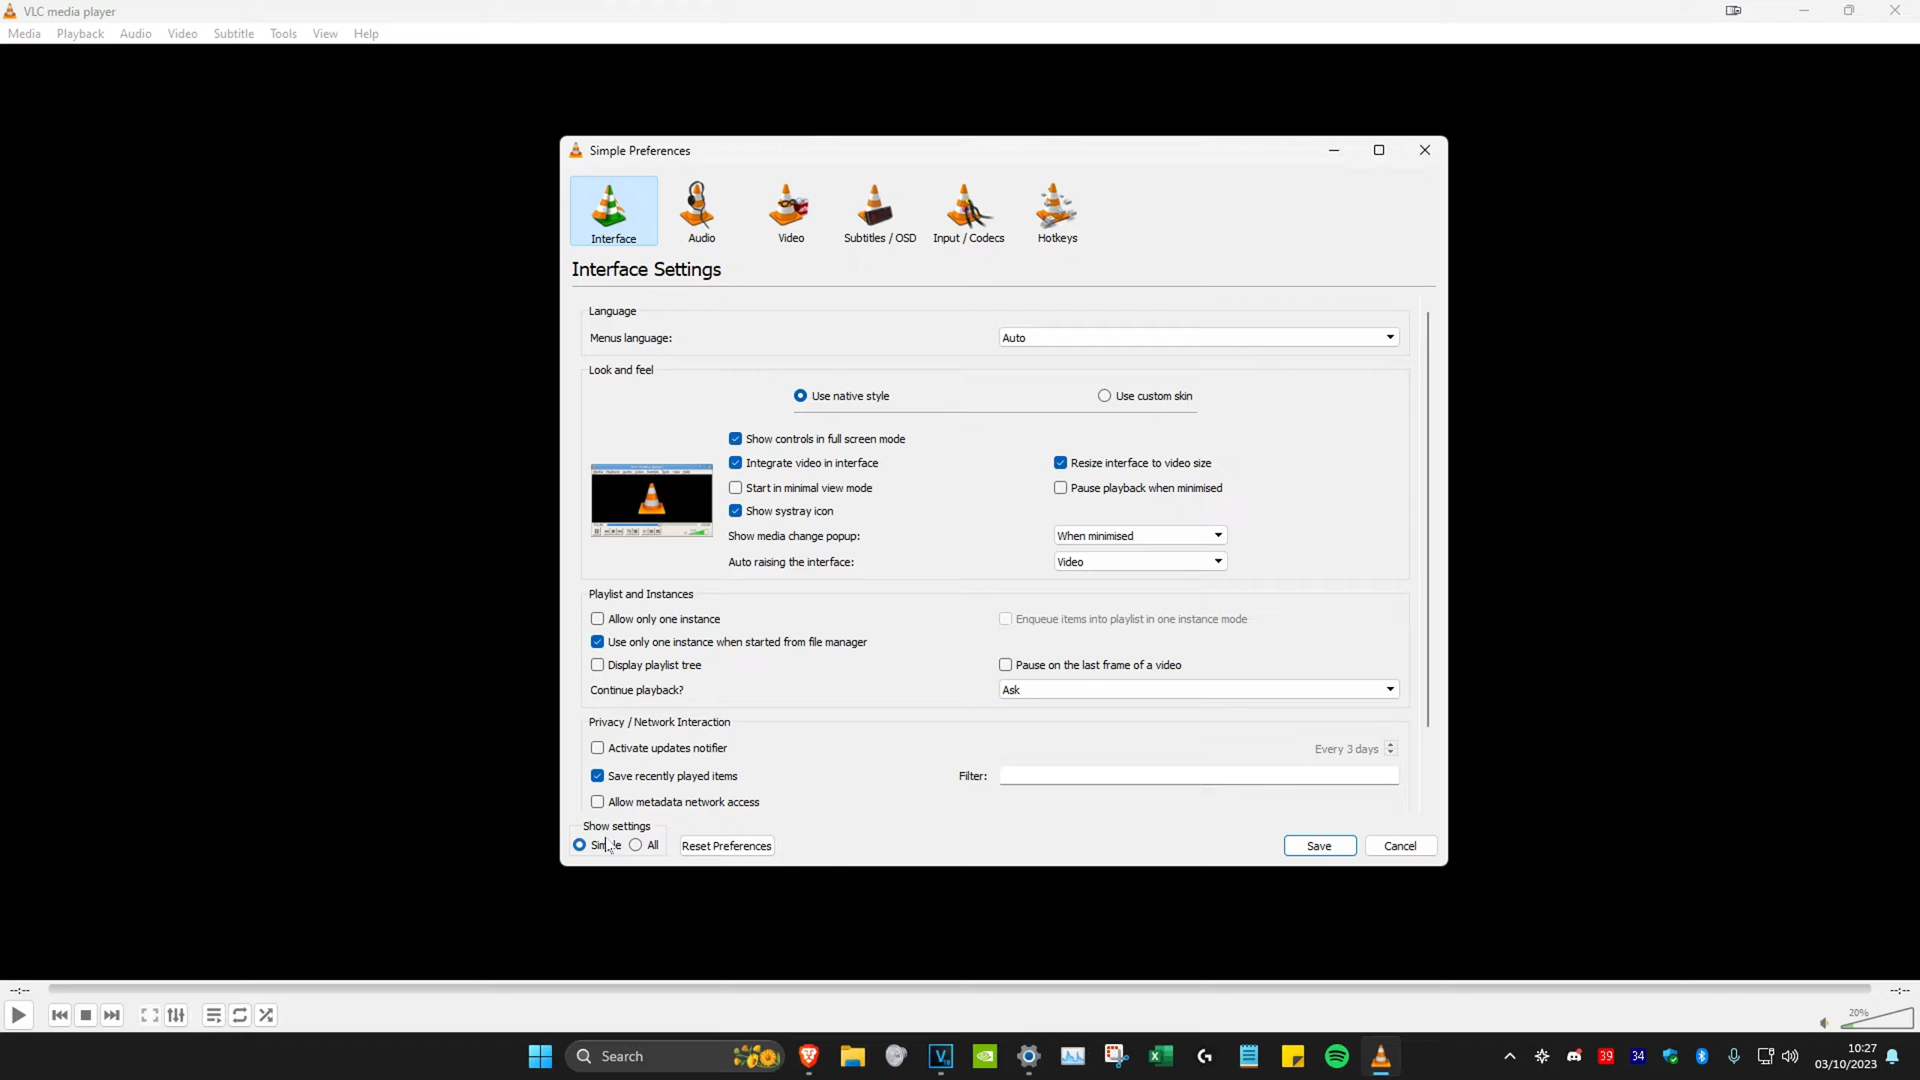 VLC media player
Media Playback Audio Video Subtitle Tools View Help
Simple Preferences
Interface Audio Video Subtitles / OSD Input / Codecs Hotkeys
Interface Settings
Language
Menus language: Auto
Look and feel
Use native style Use custom skin
Show controls in full screen mode
Integrate video in interface Resize interface to video size
Start in minimal view mode Pause playback when minimised
Show systray icon
Show media change popup: When minimised
Auto raising the interface: Video
Playlist and Instances
Allow only one instance Enqueue items into playlist in one instance mode
Use only one instance when started from file manager
Display playlist tree Pause on the last frame of a video
Continue playback? Ask
Privacy / Network Interaction
Activate updates notifier Every 3 days
Save recently played items Filter:
Allow metadata network access
Show settings
Simple All Reset Preferences Save Cancel
--:-- --:--
20%
Search 39 34 10:27
03/10/2023